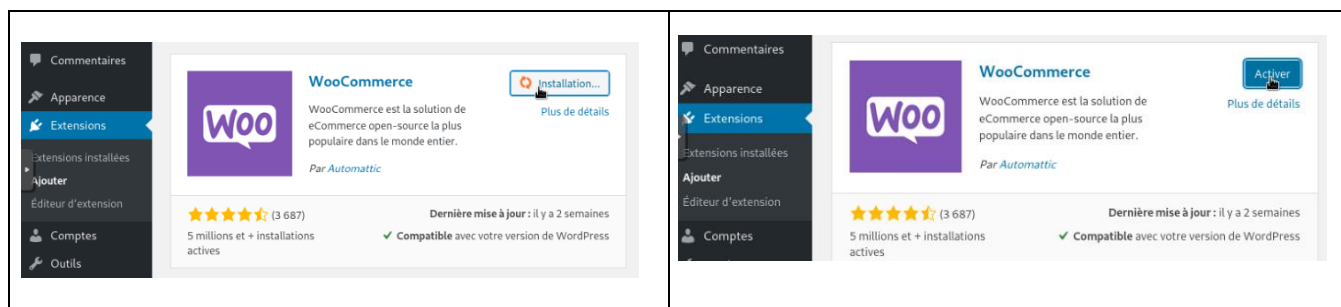 Commentaires
Apparence
Extensions
Extensions installées
Ajouter
Éditeur d'extension
Comptes
Outils
WOO
WooCommerce
Installation...
WooCommerce est la solution de
eCommerce open-source la plus
populaire dans le monde entier.
Plus de détails
Par Automattic
(3 687)
Dernière mise à jour : il y a 2 semaines
5 millions et + installations
actives
Compatible avec votre version de WordPress
Commentaires
Apparence
Extensions
Extensions installées
Ajouter
Éditeur d'extension
Comptes
WOO
WooCommerce
Activer
WooCommerce est la solution de
eCommerce open-source la plus
populaire dans le monde entier.
Plus de détails
Par Automattic
(3 687)
Dernière mise à jour : il y a 2 semaines
5 millions et + installations
actives
Compatible avec votre version de WordPress